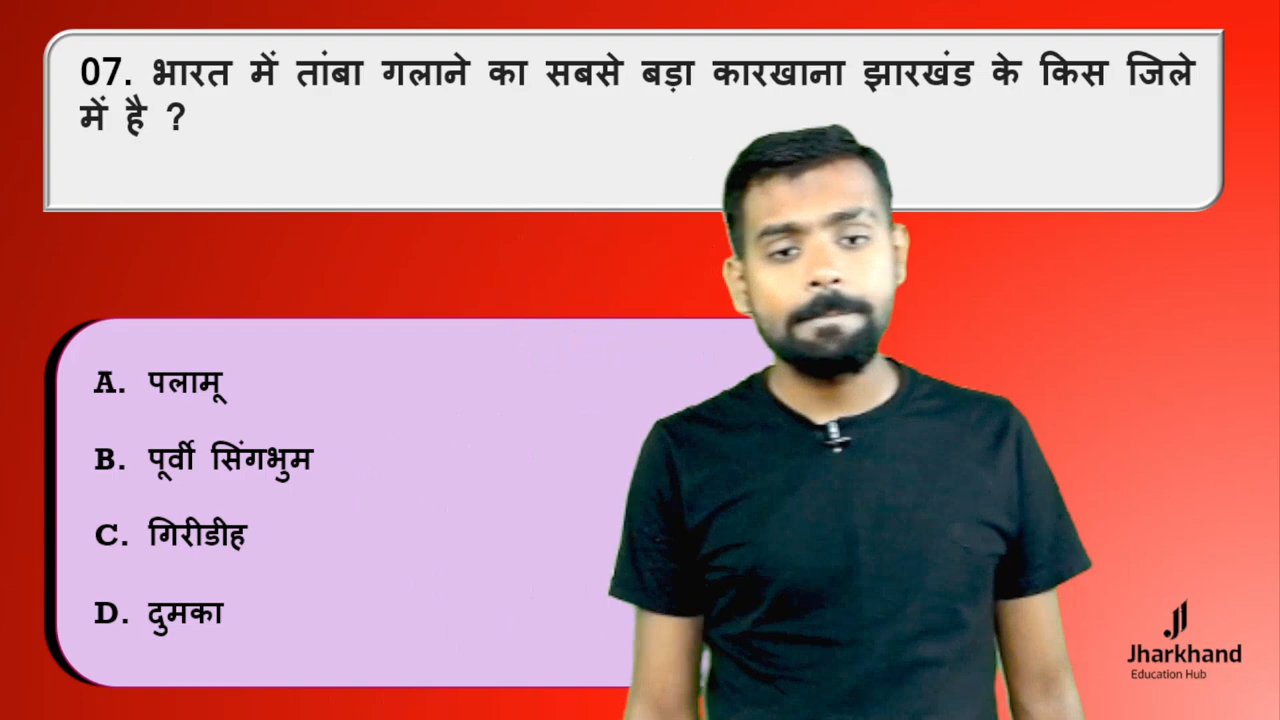 07. भारत में तांबा गलाने का सबसे बड़ा कारखाना झारखंड के किस जिले
में है ?
A. पलामू
B. पूर्वी सिंगभुम
C. गिरीडीह
D. दुमका
Jharkhand
Education Hub